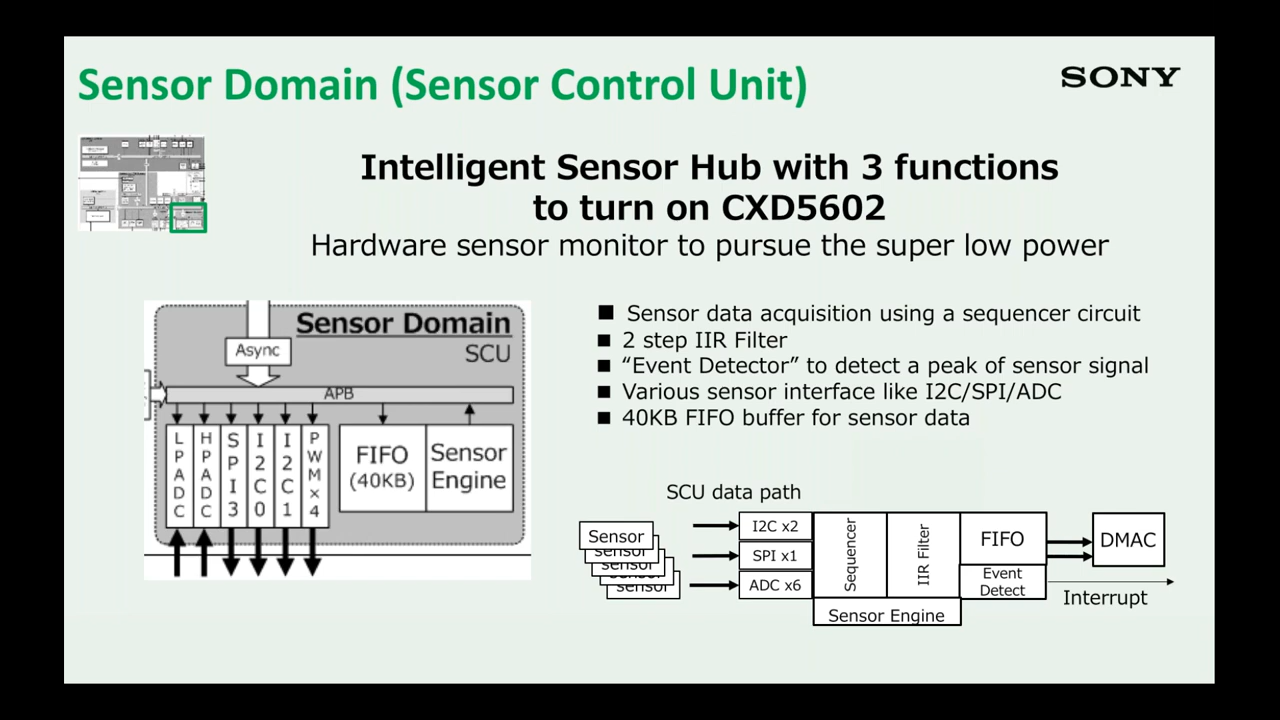 Sensor Domain (Sensor Control Unit)
SONY
Intelligent Sensor Hub with 3 functions
to turn on CXD5602
Hardware sensor monitor to pursue the super low power
Sensor Domain
SCU
Async
APB
LPADC
HPADC
SPI3
I2C0
I2C1
PWM×4
FIFO
(40KB)
Sensor
Engine
■ Sensor data acquisition using a sequencer circuit
■ 2 step IIR Filter
■ “Event Detector” to detect a peak of sensor signal
■ Various sensor interface like I2C/SPI/ADC
■ 40KB FIFO buffer for sensor data
SCU data path
Sensor
sensor
sensor
sensor
sensor
I2C x2
SPI x1
ADC x6
Sequencer
IIR Filter
Sensor Engine
FIFO
Event
Detect
DMAC
Interrupt